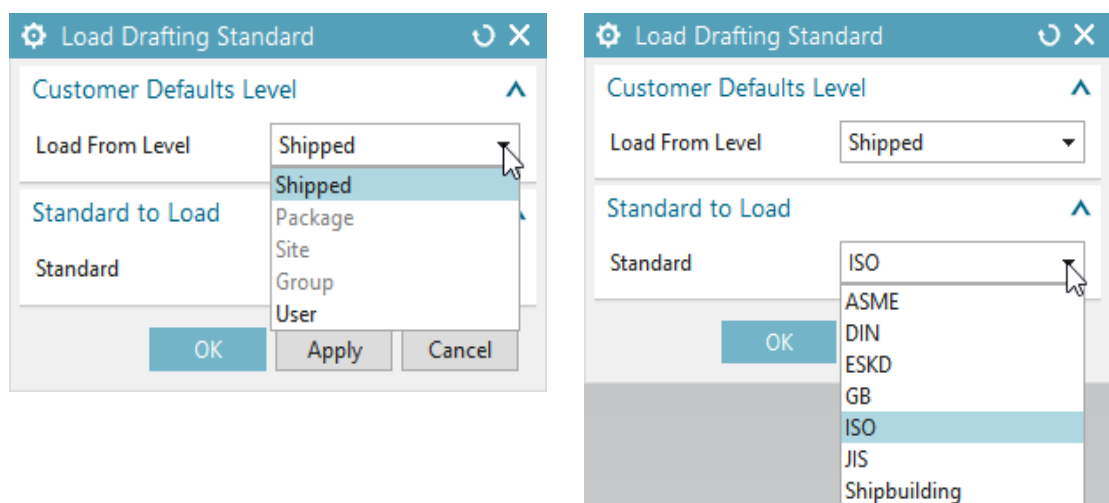 Load Drafting Standard
Customer Defaults Level
Load From Level Shipped
Shipped
Package
Site
Group
User
Standard to Load
Standard
OK Apply Cancel
Load Drafting Standard
Customer Defaults Level
Load From Level Shipped
Standard to Load
Standard ISO
ASME
DIN
ESKD
GB
ISO
JIS
Shipbuilding
OK